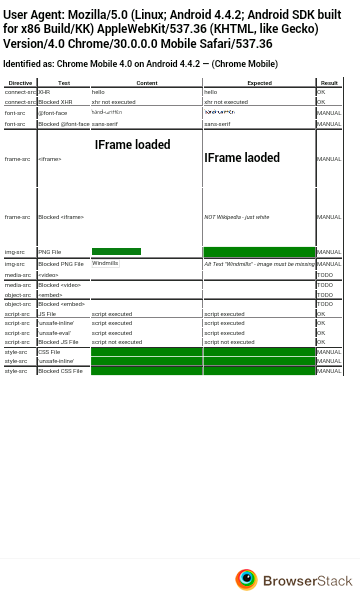 User Agent: Mozilla/5.0 (Linux; Android 4.4.2; Android SDK built
for x86 Build/KK) AppleWebKit/537.36 (KHTML, like Gecko)
Version/4.0 Chrome/30.0.0.0 Mobile Safari/537.36
Identified as: Chrome Mobile 4.0 on Android 4.4.2 — (Chrome Mobile)
Directive Text Content Expected Result
connect-src XHR hello hello OK
connect-src Blocked XHR xhr not executed xhr not executed OK
font-src @font-face MANUAL
font-src Blocked @font-face sans-serif sans-serif MANUAL
frame-src <iframe> IFrame loaded IFrame laoded MANUAL
frame-src Blocked <iframe> NOT Wikipedia - just white MANUAL
img-src PNG File MANUAL
img-src Blocked PNG File Windmills Alt Text "Windmills" - image must be missing MANUAL
media-src <video> TODO
media-src Blocked <video> TODO
object-src <embed> TODO
object-src Blocked <embed> TODO
script-src JS File script executed script executed OK
script-src 'unsafe-inline' script executed script executed OK
script-src 'unsafe-eval' script executed script executed OK
script-src Blocked JS File script not executed script not executed OK
style-src CSS File MANUAL
style-src 'unsafe-inline' MANUAL
style-src Blocked CSS File MANUAL
BrowserStack